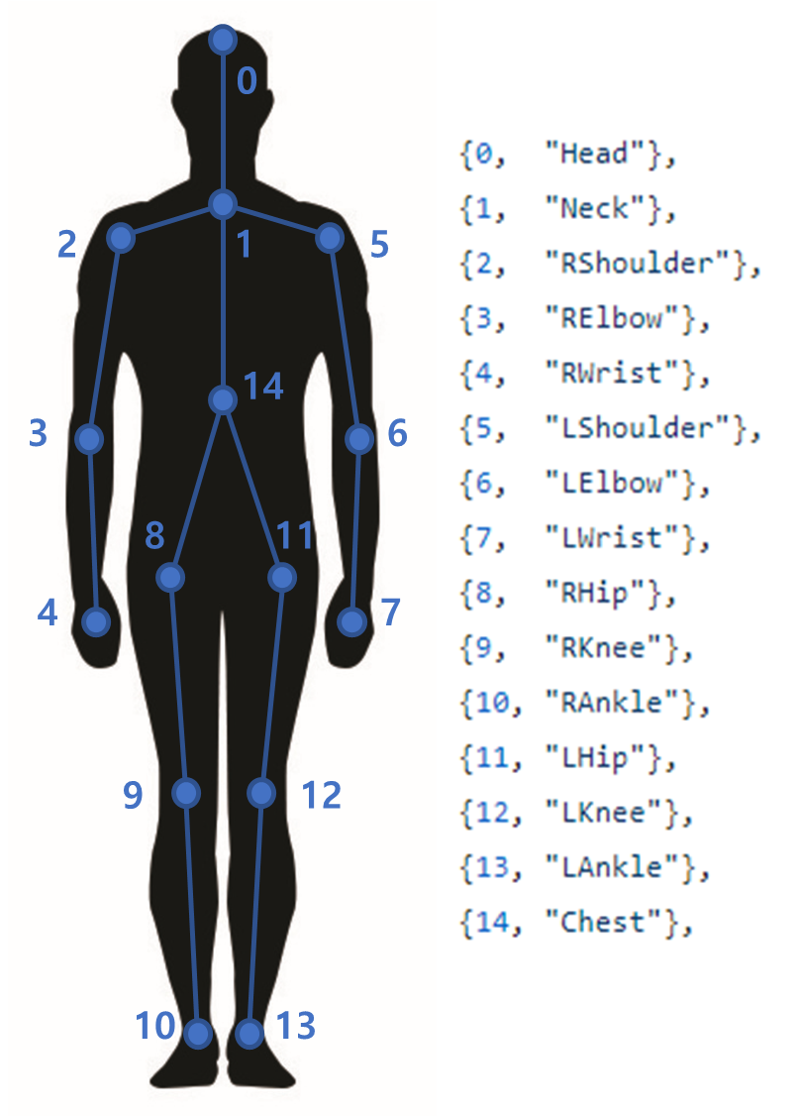 0
1
2
5
14
3
6
8
11
4
7
9
12
10
13
{0,  "Head"},
{1,  "Neck"},
{2,  "RShoulder"},
{3,  "RElbow"},
{4,  "RWrist"},
{5,  "LShoulder"},
{6,  "LElbow"},
{7,  "LWrist"},
{8,  "RHip"},
{9,  "RKnee"},
{10, "RAnkle"},
{11, "LHip"},
{12, "LKnee"},
{13, "LAnkle"},
{14, "Chest"},